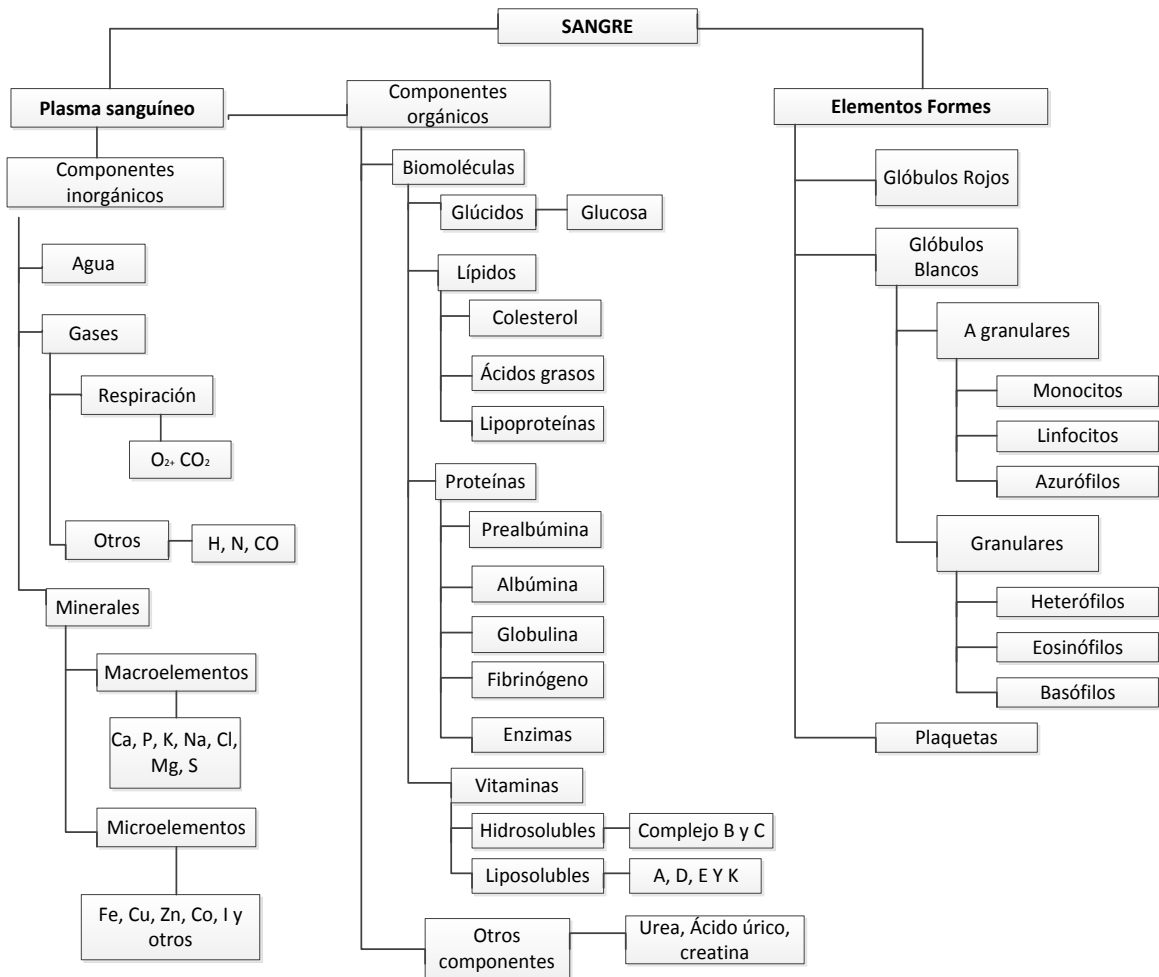 SANGRE
Plasma sanguíneo
Componentes
inorgánicos
Agua
Gases
Respiración
O2+ CO2
Otros
H, N, CO
Minerales
Macroelementos
Ca, P, K, Na, Cl,
Mg, S
Microelementos
Fe, Cu, Zn, Co, I y
otros
Componentes
orgánicos
Biomoléculas
Glúcidos
Glucosa
Lípidos
Colesterol
Ácidos grasos
Lipoproteínas
Proteínas
Prealbúmina
Albúmina
Globulina
Fibrinógeno
Enzimas
Vitaminas
Hidrosolubles
Complejo B y C
Liposolubles
A, D, E Y K
Otros
componentes
Urea, Ácido úrico,
creatina
Elementos Formes
Glóbulos Rojos
Glóbulos
Blancos
A granulares
Monocitos
Linfocitos
Azurófilos
Granulares
Heterófilos
Eosinófilos
Basófilos
Plaquetas